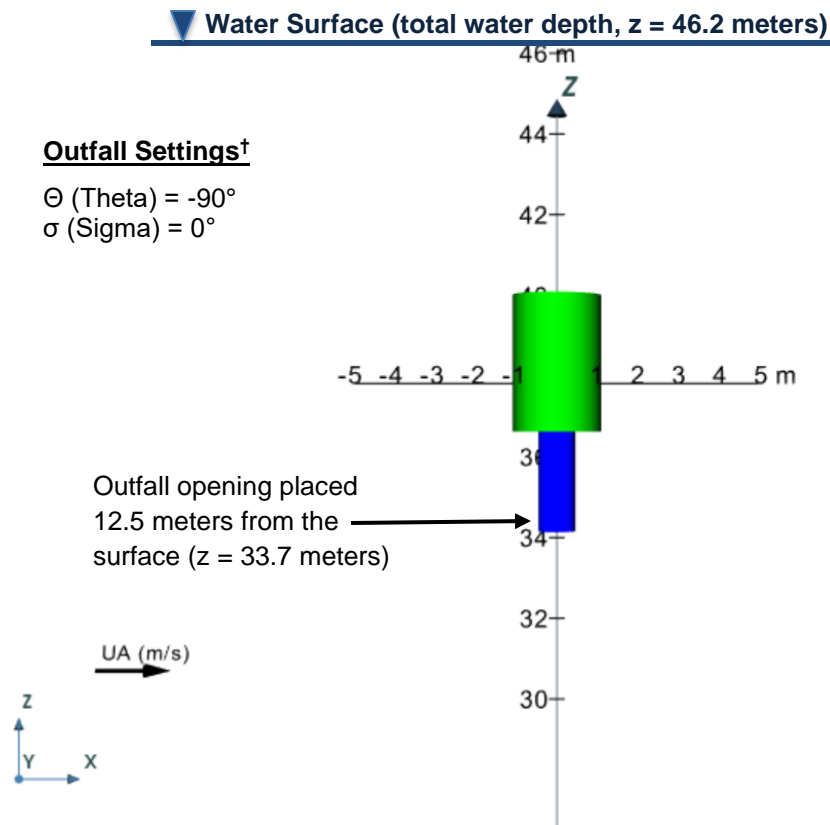 Water Surface (total water depth, z = 46.2 meters)
46 m
Z
Outfall Settings†
Θ (Theta) = -90°
σ (Sigma) = 0°
44
42
-5 -4 -3 -2 -1 1 2 3 4 5 m
Outfall opening placed
12.5 meters from the
surface (z = 33.7 meters)
34
32
UA (m/s)
30
Z
Y X